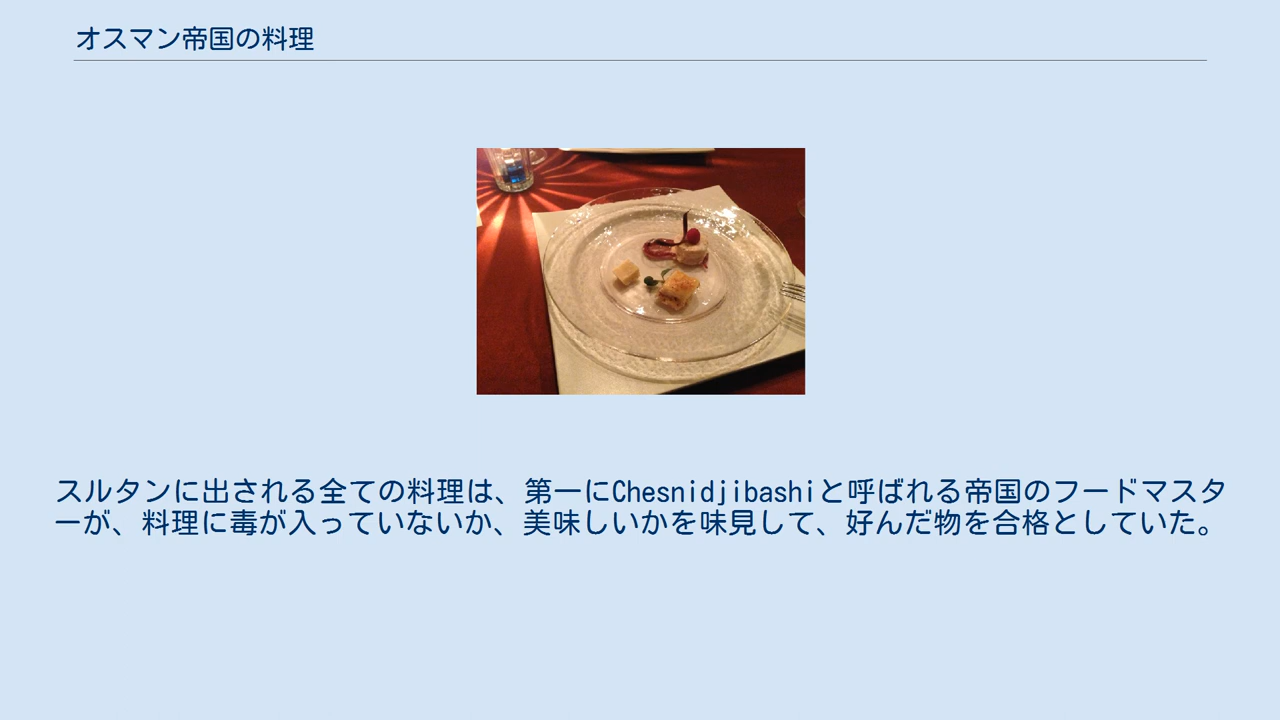 オスマン帝国の料理
スルタンに出される全ての料理は、第一にChesnidjibashiと呼ばれる帝国のフードマスタ
ーが、料理に毒が入っていないか、美味しいかを味見して、好んだ物を合格としていた。